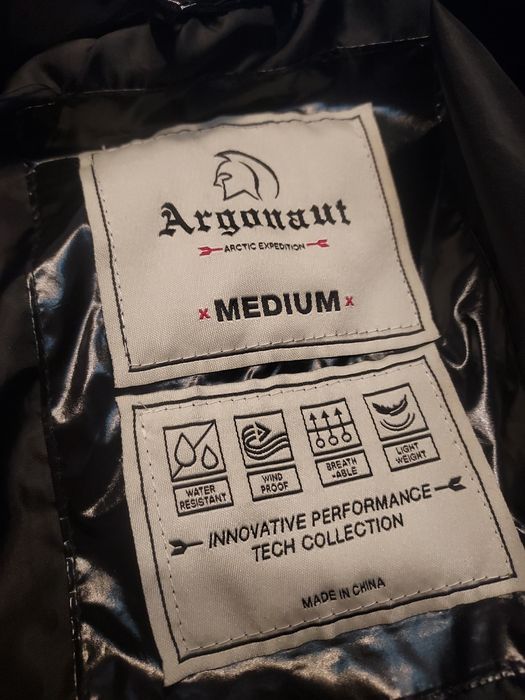 Argonaut
ARCTIC EXPEDITION
x MEDIUM x
WATER
RESISTANT
WIND
PROOF
BREATH
-ABLE
LIGHT
WEIGHT
INNOVATIVE PERFORMANCE
TECH COLLECTION
MADE IN CHINA